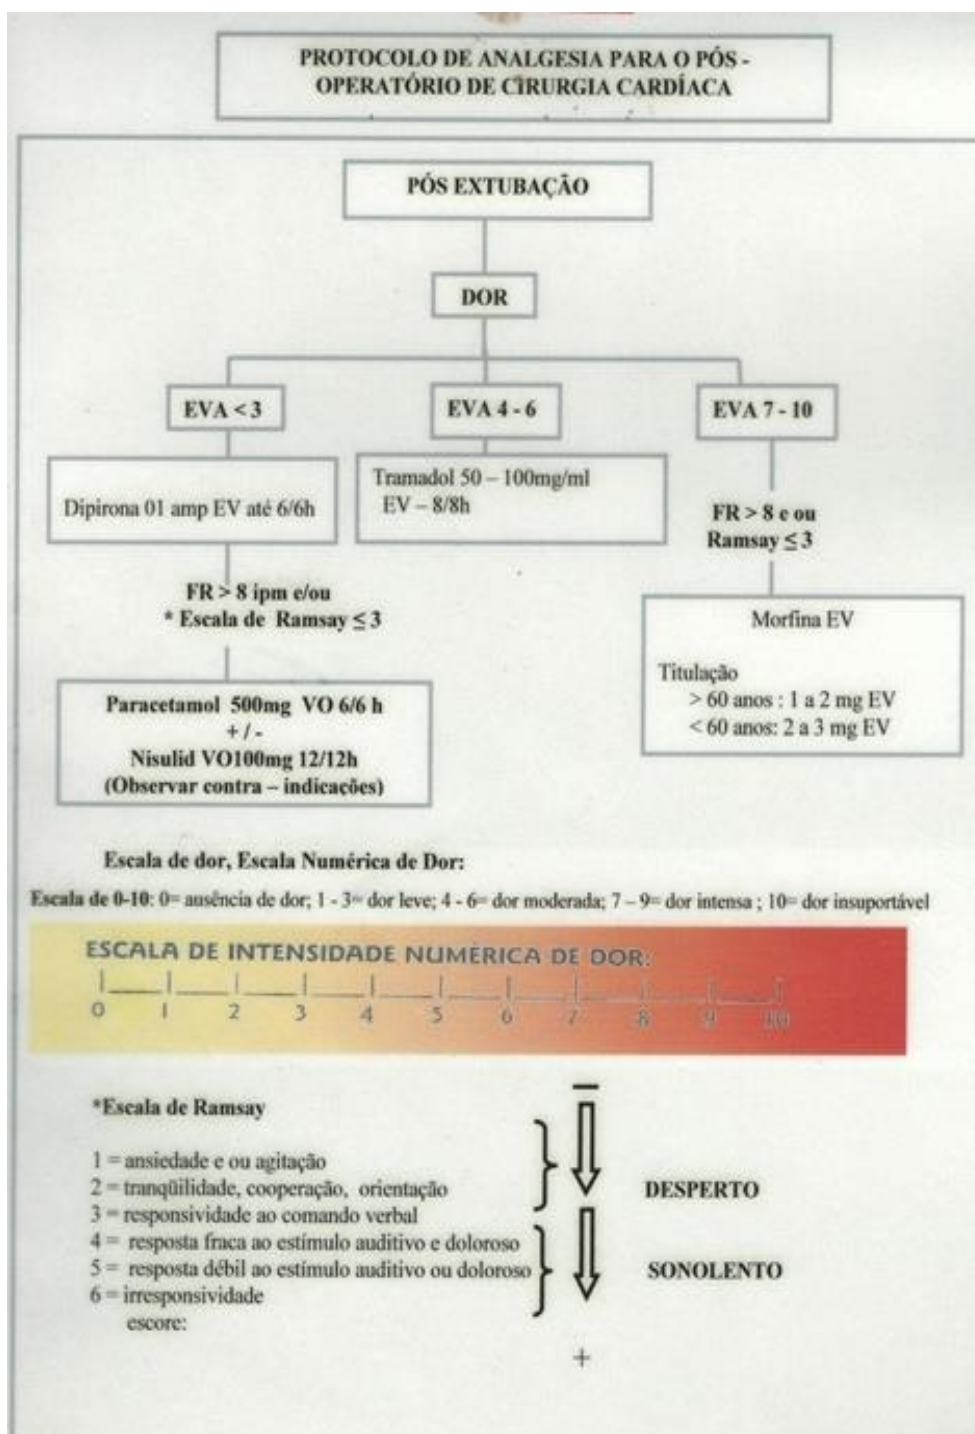 PROTOCOLO DE ANALGESIA PARA O PÓS -
OPERATÓRIO DE CIRURGIA CARDÍACA
PÓS EXTUBAÇÃO
DOR
EVA < 3
EVA 4 - 6
EVA 7 - 10
Dipirona 01 amp EV até 6/6h
Tramadol 50 – 100mg/ml
EV – 8/8h
FR > 8 e ou
Ramsay ≤ 3
FR > 8 ipm e/ou
* Escala de Ramsay ≤ 3
Morfina EV
Titulação
> 60 anos : 1 a 2 mg EV
< 60 anos: 2 a 3 mg EV
Paracetamol 500mg VO 6/6 h
+ / -
Nisulid VO100mg 12/12h
(Observar contra – indicações)
Escala de dor, Escala Numérica de Dor:
Escala de 0-10: 0= ausência de dor; 1 - 3= dor leve; 4 - 6= dor moderada; 7 – 9= dor intensa ; 10= dor insuportável
ESCALA DE INTENSIDADE NUMÉRICA DE DOR:
0 1 2 3 4 5 6 7 8 9 10
*Escala de Ramsay
–
1 = ansiedade e ou agitação
2 = tranqüilidade, cooperação, orientação
3 = responsividade ao comando verbal
DESPERTO
4 = resposta fraca ao estímulo auditivo e doloroso
5 = resposta débil ao estímulo auditivo ou doloroso
6 = irresponsividade
SONOLENTO
escore:
+